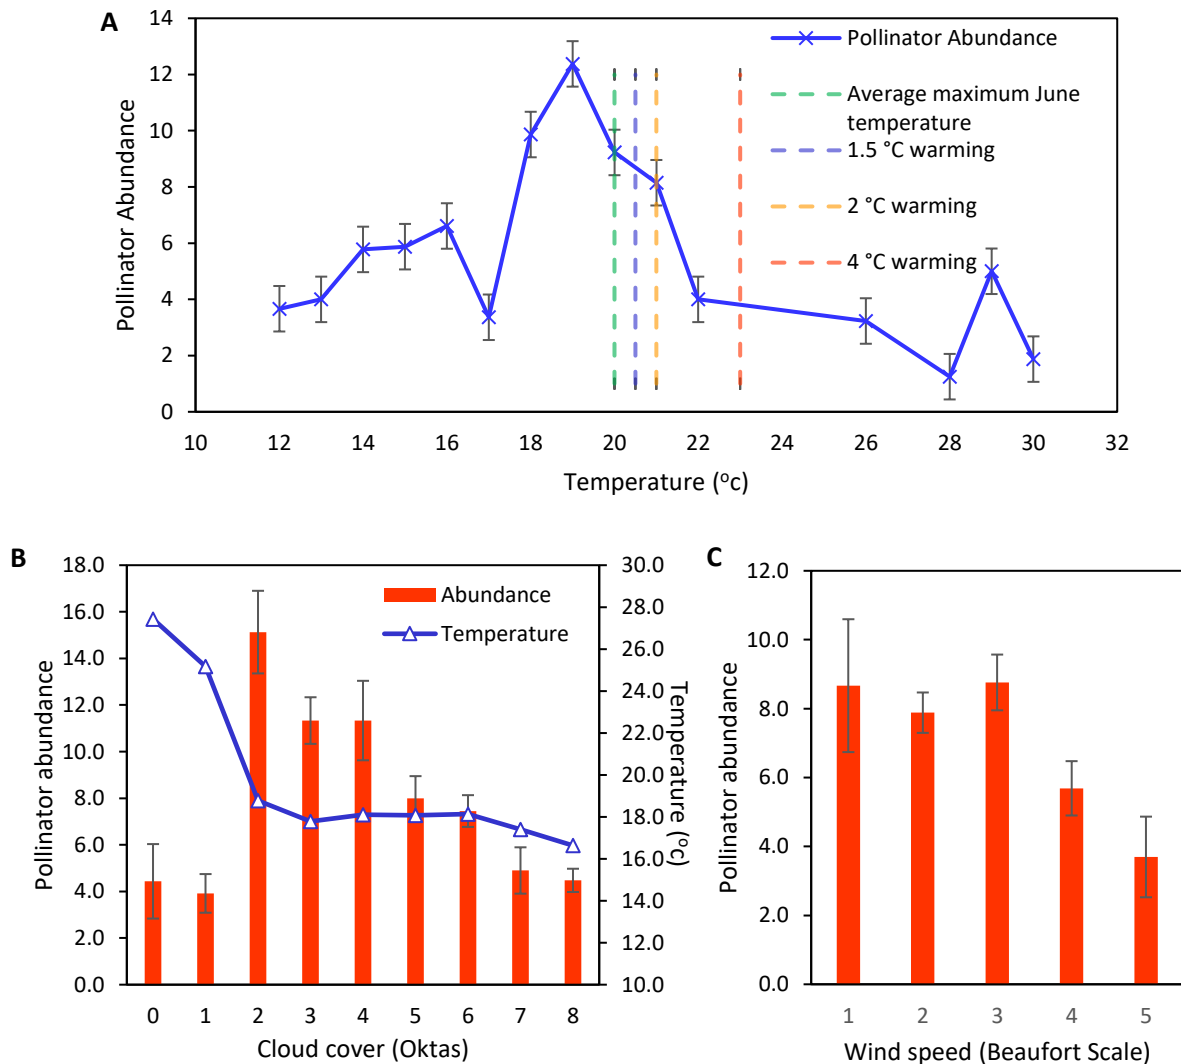 A
14
12
10
8
6
4
2
0
Pollinator Abundance
10 12 14 16 18 20 22 24 26 28 30 32
Temperature (ºc)
Pollinator Abundance
Average maximum June
temperature
1.5 °C warming
2 °C warming
4 °C warming
B
18.0
16.0
14.0
12.0
10.0
8.0
6.0
4.0
2.0
0.0
Pollinator abundance
0 1 2 3 4 5 6 7 8
Cloud cover (Oktas)
Abundance
Temperature
30.0
28.0
26.0
24.0
22.0
20.0
18.0
16.0
14.0
12.0
10.0
Temperature (ºc)
C
12.0
10.0
8.0
6.0
4.0
2.0
0.0
Pollinator abundance
1 2 3 4 5
Wind speed (Beaufort Scale)